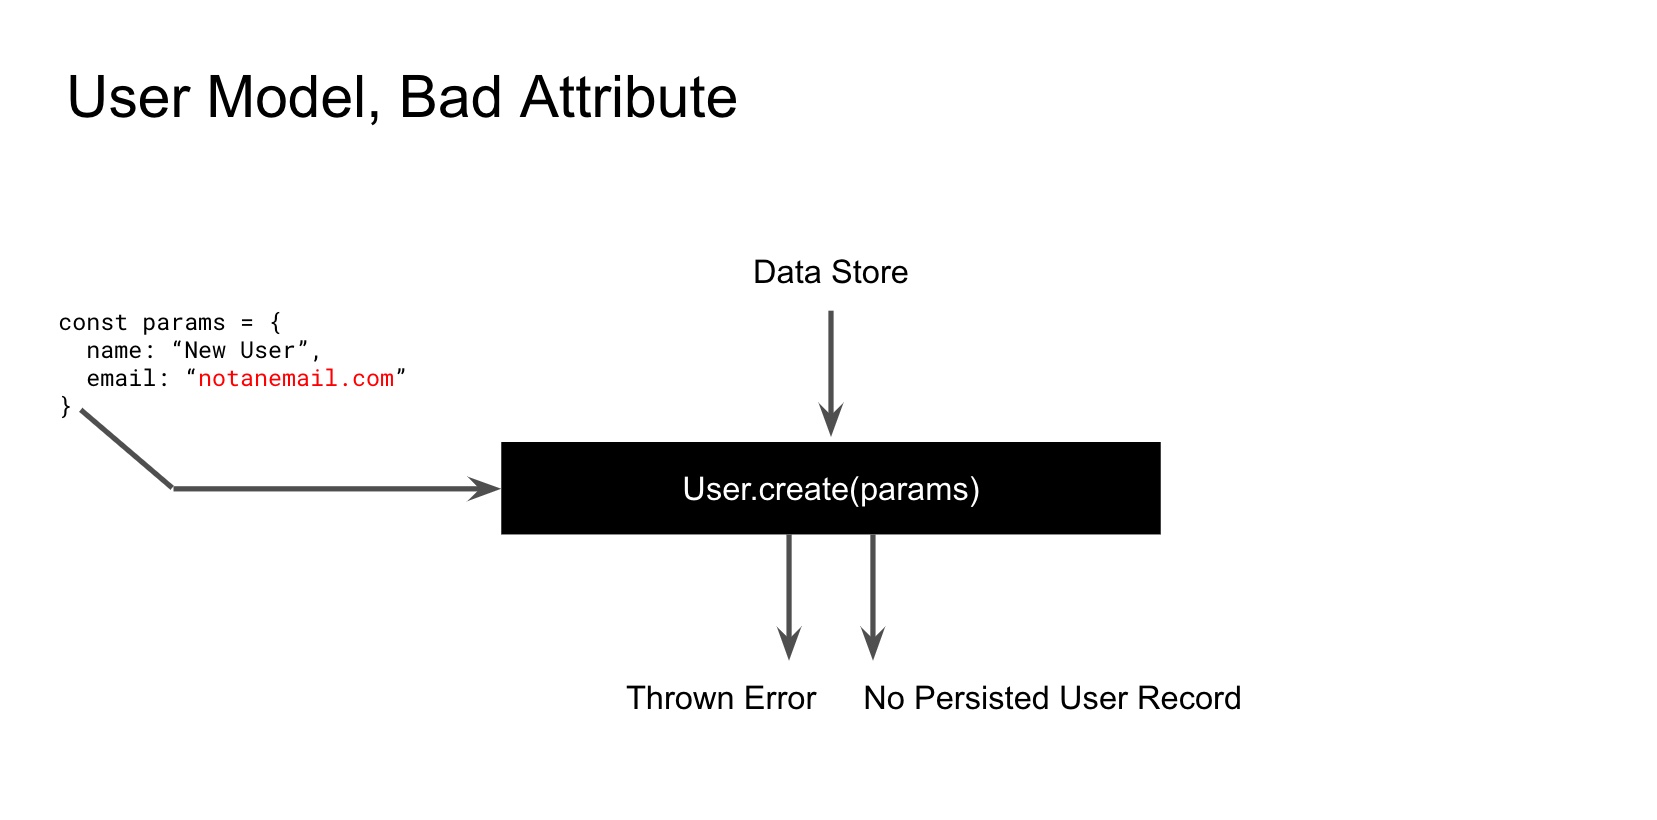 User Model, Bad Attribute
Data Store
const params = {
  name: “New User”,
  email: “notanemail.com”
}
User.create(params)
Thrown Error
No Persisted User Record